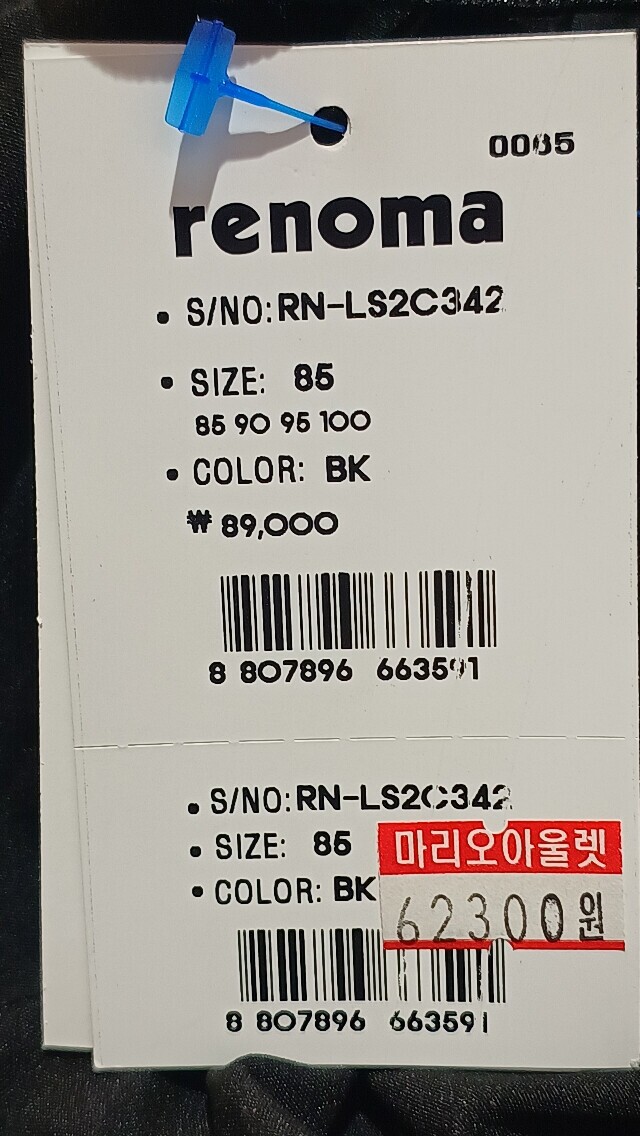 0085
renoma
• S/NO: RN-LS2C342
• SIZE: 85
85 90 95 100
• COLOR: BK
₩ 89,000
8 807896 663591
• S/NO: RN-LS2C342
• SIZE: 85
마리오아울렛
• COLOR: BK
62300원
8 807896 663591